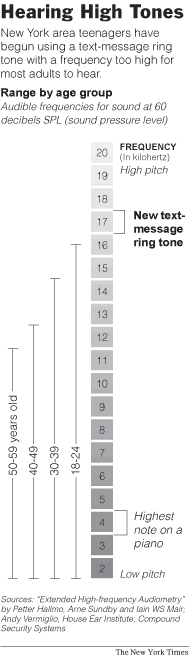 Hearing High Tones
New York area teenagers have
begun using a text-message ring
tone with a frequency too high for
most adults to hear.
Range by age group
Audible frequencies for sound at 60
decibels SPL (sound pressure level)
20 FREQUENCY
(In kilohertz)
19 High pitch
18
17 New text-
message
ring tone
16
15
14
13
12
11
10
9
8
7
6
5
4 Highest
note on a
piano
3
2 Low pitch
50-59 years old
40-49
30-39
18-24
Sources: "Extended High-frequency Audiometry"
by Petter Hallmo, Arne Sundby and Iain WS Mair;
Andy Vermiglio, House Ear Institute; Compound
Security Systems
The New York Times